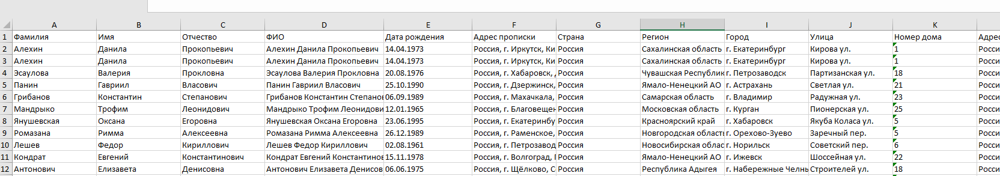 A B C D E F G H I J K
1 Фамилия Имя Отчество ФИО Дата рождения Адрес прописки Страна Регион Город Улица Номер дома Адрес
2 Алехин Данила Прокопьевич Алехин Данила Прокопьевич 14.04.1973 Россия, г. Иркутск, Ки Россия Сахалинская область г. Екатеринбург Кирова ул. 1 Росси
3 Алехин Данила Прокопьевич Алехин Данила Прокопьевич 14.04.1973 Россия, г. Иркутск, Ки Россия Сахалинская область г. Екатеринбург Кирова ул. 1 Росси
4 Эсаулова Валерия Прокловна Эсаулова Валерия Прокловна 20.08.1976 Россия, г. Хабаровск, Россия Чувашская Республик г. Петрозаводск Партизанская ул. 18 Росси
5 Панин Гавриил Власович Панин Гавриил Власович 25.10.1990 Россия, г. Дзержинск, Россия Ямало-Ненецкий АО г. Астрахань Светлая ул. 21 Росси
6 Грибанов Константин Степанович Грибанов Константин Степано 06.09.1989 Россия, г. Махачкала, Россия Самарская область г. Владимир Радужная ул. 23 Росси
7 Мандрыко Трофим Леонидович Мандрыко Трофим Леонидови 12.01.1965 Россия, г. Благовещен Россия Московская область г. Курган Пионерская ул. 25 Росси
8 Янушевская Оксана Егоровна Янушевская Оксана Егоровна 23.06.1995 Россия, г. Екатеринбу Россия Красноярский край г. Хабаровск Якуба Коласа ул. 5 Росси
9 Ромазана Римма Алексеевна Ромазана Римма Алексеевна 26.12.1989 Россия, г. Раменское, Россия Новгородская област г. Орехово-Зуево Заречный пер. 5 Росси
10 Лешев Федор Кириллович Лешев Федор Кириллович 02.08.1961 Россия, г. Петрозавод Россия Новосибирская облас г. Норильск Советский пер. 6 Росси
11 Кондрат Евгений Константинович Кондрат Евгений Константинов 15.11.1978 Россия, г. Волгоград, Россия Ямало-Ненецкий АО г. Ижевск Шоссейная ул. 22 Росси
12 Антонович Елизавета Денисовна Антонович Елизавета Денисов 06.06.1975 Россия, г. Щёлково, С Россия Республика Адыгея г. Набережные Челн Строителей ул. 18 Росси